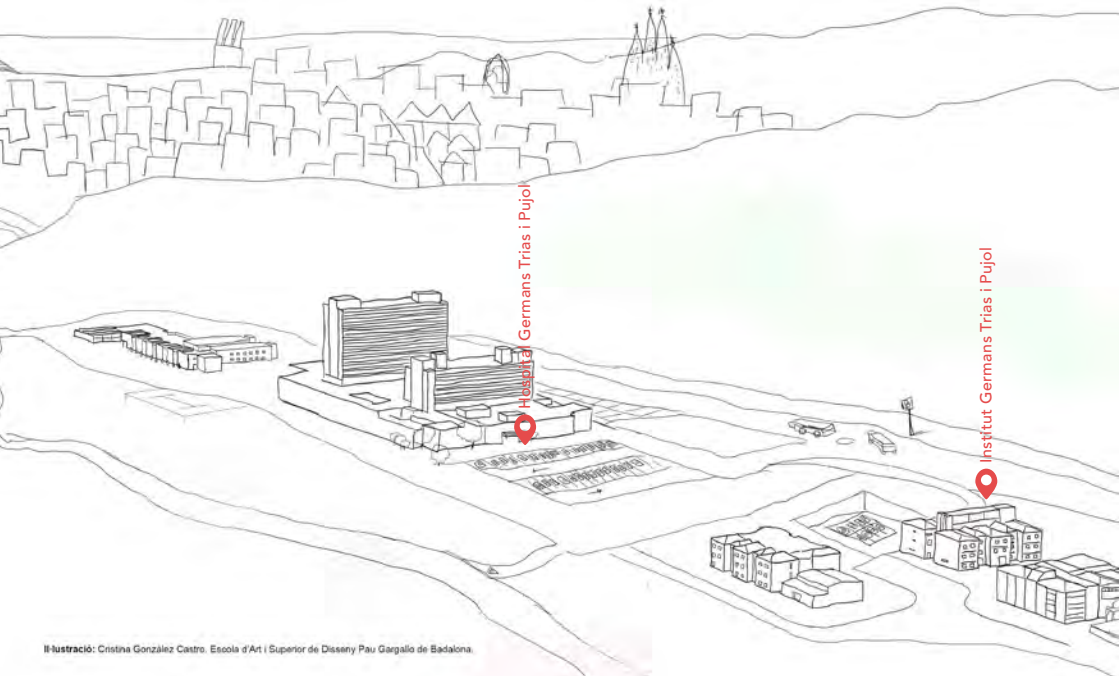 Hospital Germans Trias i Pujol
Institut Germans Trias i Pujol
Il·lustració: Cristina González Castro. Escola d'Art i Superior de Disseny Pau Gargallo de Badalona.